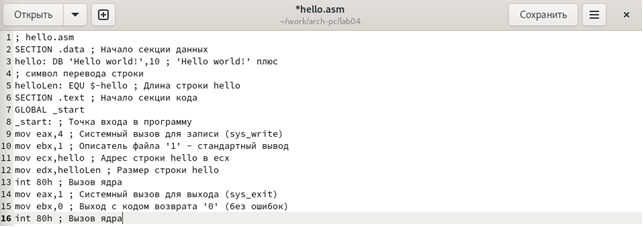 Открыть
*hello.asm
~/work/arch-pc/lab04
Сохранить
1 ; hello.asm
2 SECTION .data ; Начало секции данных
3 hello: DB 'Hello world!',10 ; 'Hello world!' плюс
4 ; символ перевода строки
5 helloLen: EQU $-hello ; Длина строки hello
6 SECTION .text ; Начало секции кода
7 GLOBAL _start
8 _start: ; Точка входа в программу
9 mov eax,4 ; Системный вызов для записи (sys_write)
10 mov ebx,1 ; Описатель файла '1' - стандартный вывод
11 mov ecx,hello ; Адрес строки hello в ecx
12 mov edx,helloLen ; Размер строки hello
13 int 80h ; Вызов ядра
14 mov eax,1 ; Системный вызов для выхода (sys_exit)
15 mov ebx,0 ; Выход с кодом возврата '0' (без ошибок)
16 int 80h ; Вызов ядра